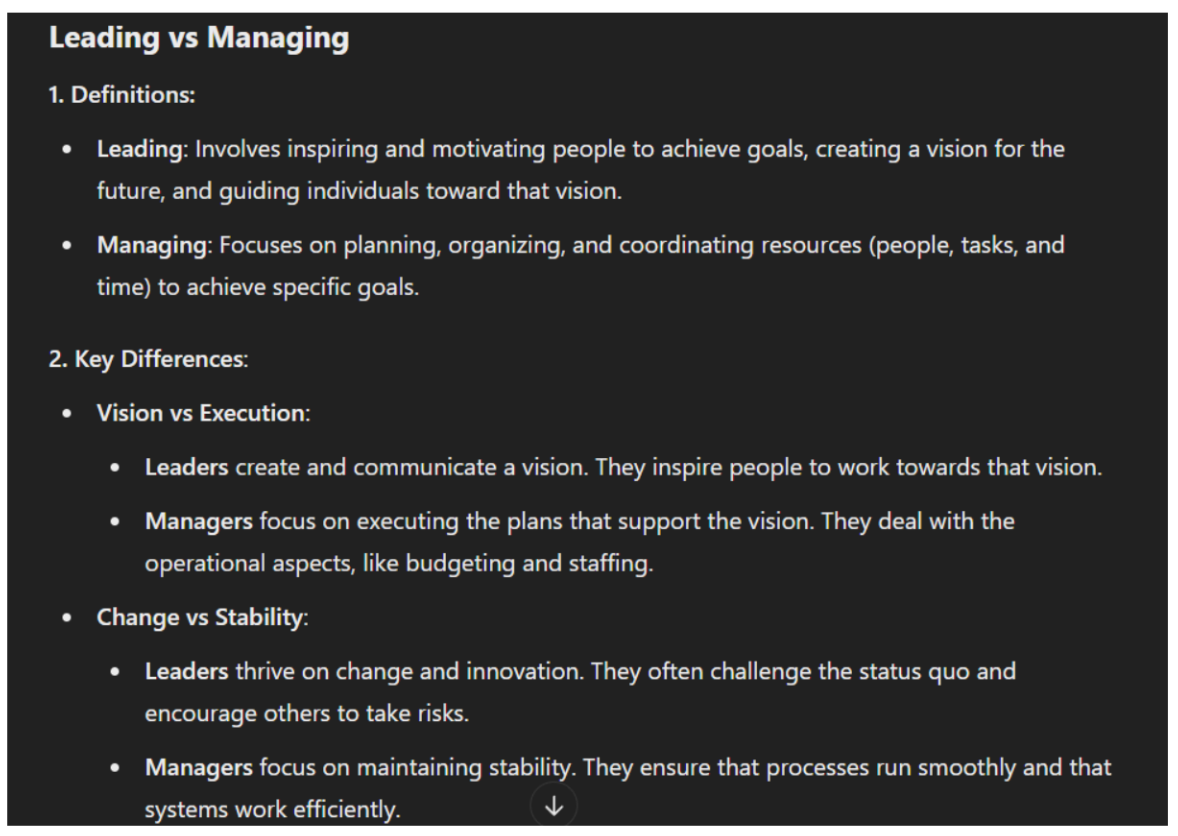 Leading vs Managing
1. Definitions:
• Leading: Involves inspiring and motivating people to achieve goals, creating a vision for the
future, and guiding individuals toward that vision.
• Managing: Focuses on planning, organizing, and coordinating resources (people, tasks, and
time) to achieve specific goals.
2. Key Differences:
• Vision vs Execution:
• Leaders create and communicate a vision. They inspire people to work towards that vision.
• Managers focus on executing the plans that support the vision. They deal with the
operational aspects, like budgeting and staffing.
• Change vs Stability:
• Leaders thrive on change and innovation. They often challenge the status quo and
encourage others to take risks.
• Managers focus on maintaining stability. They ensure that processes run smoothly and that
systems work efficiently.